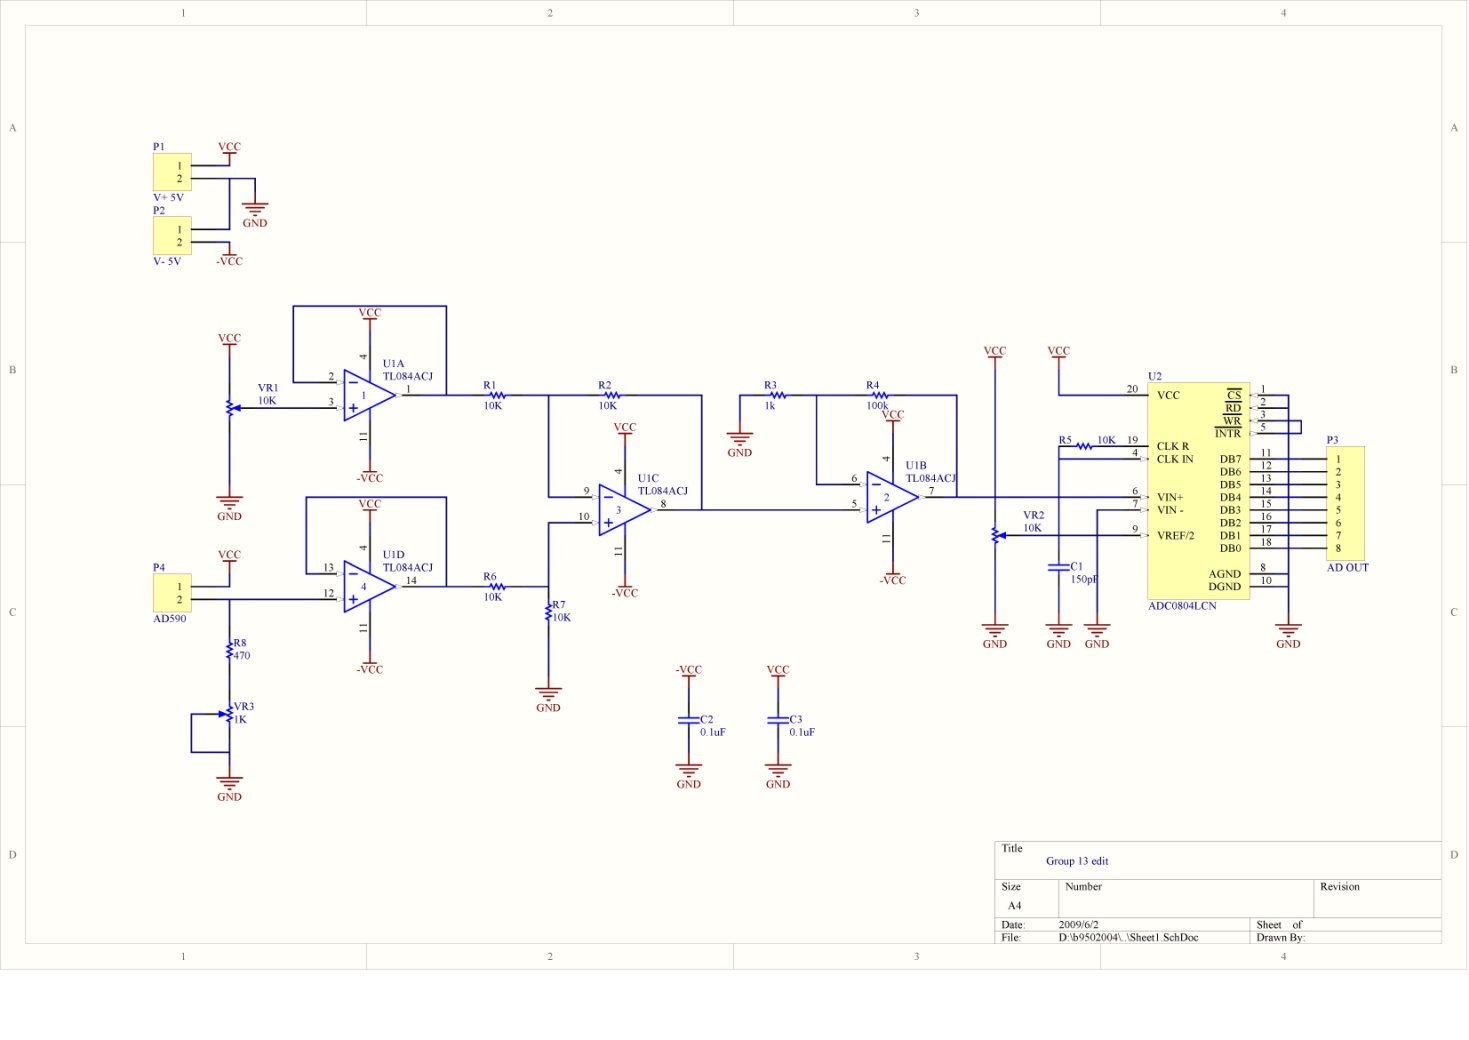 1 2 3 4
A A
P1 VCC
1
2
V+ 5V
P2 GND
1
2
V- 5V -VCC
VCC
VCC
4
U1A
TL084ACJ
2
1
1
3
11
-VCC
VR1
10K
GND
R1
10K
R2
10K
VCC
4
U1C
TL084ACJ
9
3
8
10
11
-VCC
R3
1k
GND
R4
100k
VCC
4
U1B
TL084ACJ
6
2
7
5
11
-VCC
B B
VCC
VR2
10K
GND
VCC
R5 10K
C1
150pF
GND
GND
U2
20 VCC
19 CLK R
4 CLK IN
6 VIN+
7 VIN -
9 VREF/2
CS 1
RD 2
WR 3
INTR 5
DB7 11
DB6 12
DB5 13
DB4 14
DB3 15
DB2 16
DB1 17
DB0 18
AGND 8
DGND 10
ADC0804LCN
GND
P3
1
2
3
4
5
6
7
8
AD OUT
VCC
P4
1
2
AD590
VCC
4
U1D
TL084ACJ
13
4
14
12
11
-VCC
R6
10K
R7
10K
GND
C C
R8
470
VR3
1K
GND
-VCC
C2
0.1uF
GND
VCC
C3
0.1uF
GND
D D
Title
Group 13 edit
Size Number Revision
A4
Date: 2009/6/2 Sheet of
File: D:\b9502004\..\Sheet1.SchDoc Drawn By:
1 2 3 4